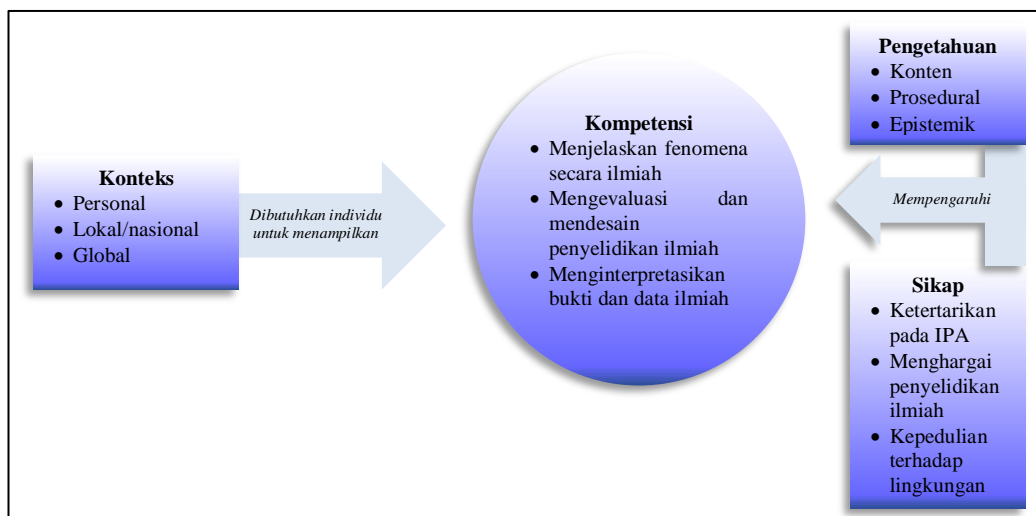 Konteks
• Personal
• Lokal/nasional
• Global
Dibutuhkan individu
untuk menampilkan
Kompetensi
• Menjelaskan fenomena
secara ilmiah
• Mengevaluasi dan
mendesain
penyelidikan ilmiah
• Menginterpretasikan
bukti dan data ilmiah
Pengetahuan
• Konten
• Prosedural
• Epistemik
Mempengaruhi
Sikap
• Ketertarikan
pada IPA
• Menghargai
penyelidikan
ilmiah
• Kepedulian
terhadap
lingkungan